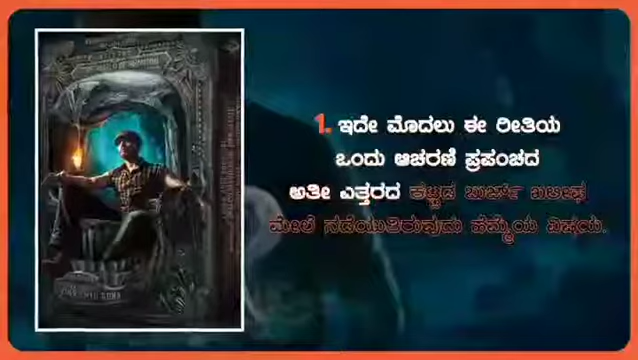 1. ಇದೇ ಮೊದಲು ಈ ರೀತಿಯ
ಒಂದು ಆಚರಣೆ ಪ್ರಪಂಚದ
ಅತೀ ಎತ್ತರದ ಕಟ್ಟಡ ಬುರ್ಜ್ ಖಲೀಫಾ
ಮೇಲೆ ನಡೆಯುತಿರುವುದು ಹೆಮ್ಮೆಯ ವಿಷಯ.